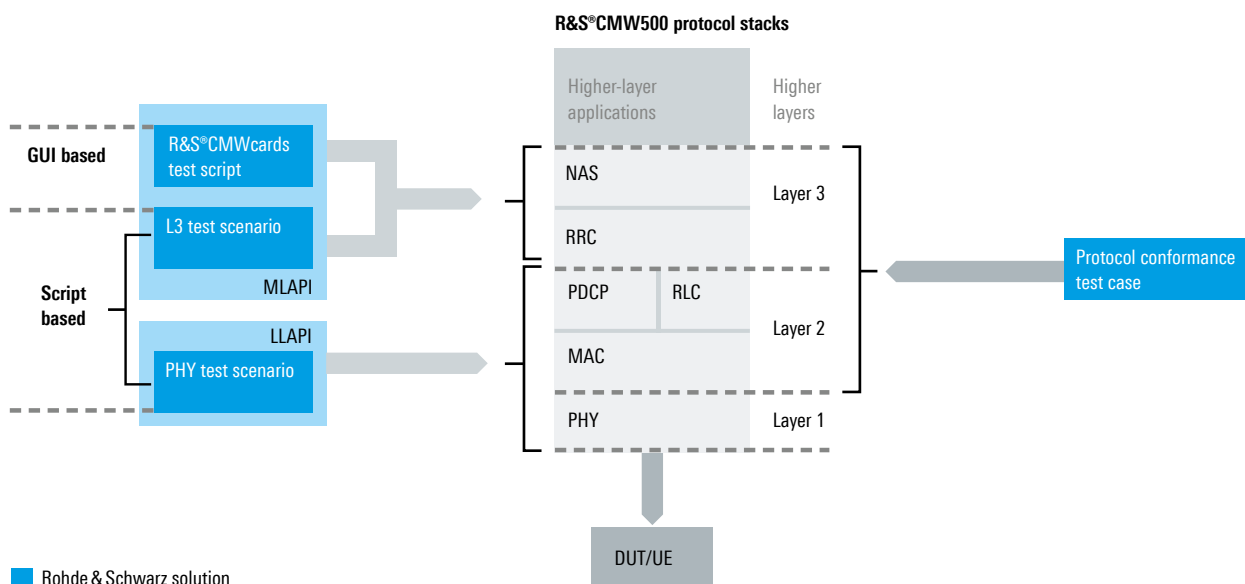 R&S®CMW500 protocol stacks
Higher-layer
applications
Higher
layers
GUI based
R&S®CMWcards
test script
L3 test scenario
MLAPI
Script
based
LLAPI
PHY test scenario
NAS
RRC
PDCP
RLC
MAC
PHY
Layer 3
Layer 2
Layer 1
Protocol conformance
test case
DUT/UE
Rohde & Schwarz solution